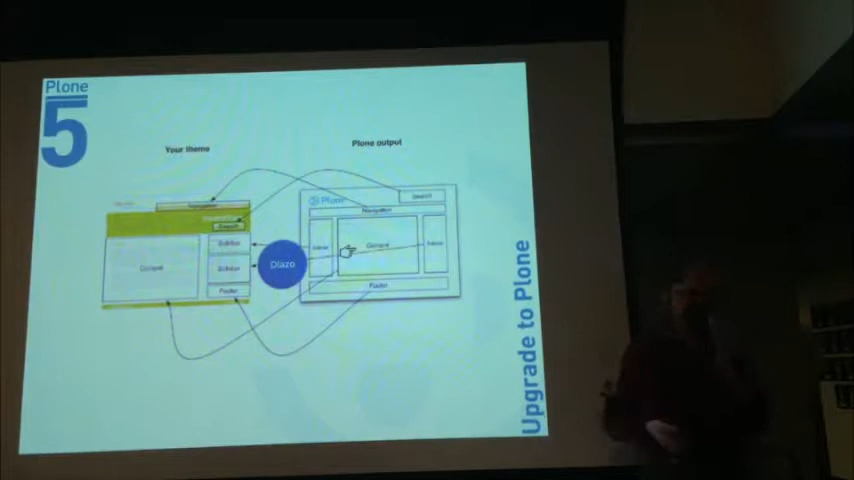 Plone
5
Your theme
Plone output
Navigation
Search
Plone
Search
Navigation
Sidebar
Content
Sidebar
Content
Sidebar
Footer
Diazo
Footer
Upgrade to Plone